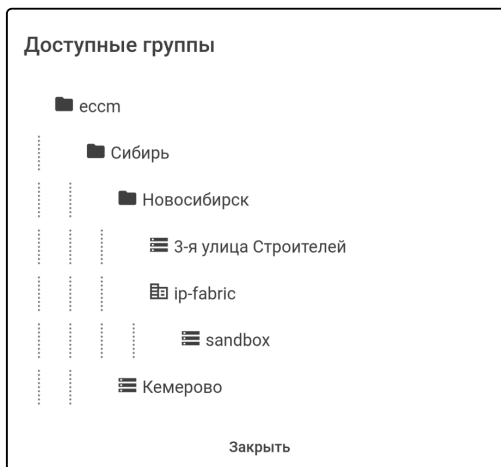 Доступные группы
eccm
Сибирь
Новосибирск
3-я улица Строителей
ip-fabric
sandbox
Кемерово
Закрыть